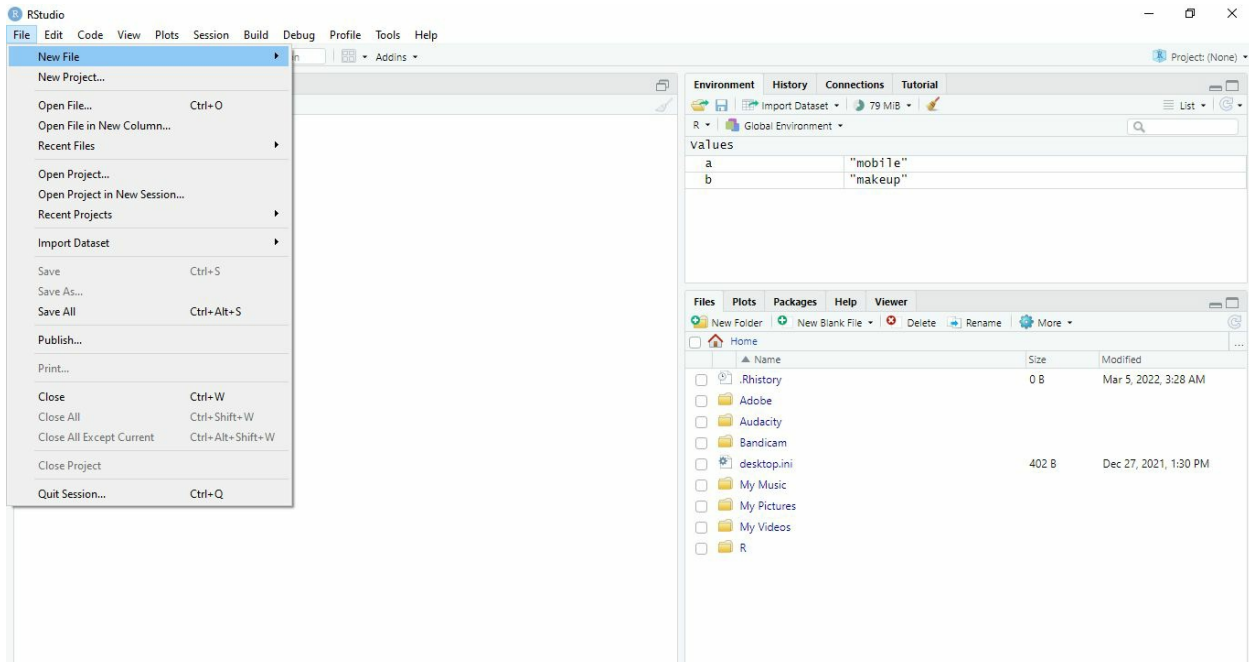 RStudio
File Edit Code View Plots Session Build Debug Profile Tools Help
New File
New Project...
Open File... Ctrl+O
Open File in New Column...
Recent Files
Open Project...
Open Project in New Session...
Recent Projects
Import Dataset
Save Ctrl+S
Save As...
Save All Ctrl+Alt+S
Publish...
Print...
Close Ctrl+W
Close All Ctrl+Shift+W
Close All Except Current Ctrl+Alt+Shift+W
Close Project
Quit Session... Ctrl+Q
Addins
Project: (None)
Environment History Connections Tutorial
Import Dataset 79 MiB List
R Global Environment
Values
a "mobile"
b "makeup"
Files Plots Packages Help Viewer
New Folder New Blank File Delete Rename More
Home ...
Name Size Modified
.Rhistory 0 B Mar 5, 2022, 3:28 AM
Adobe
Audacity
Bandicam
desktop.ini 402 B Dec 27, 2021, 1:30 PM
My Music
My Pictures
My Videos
R